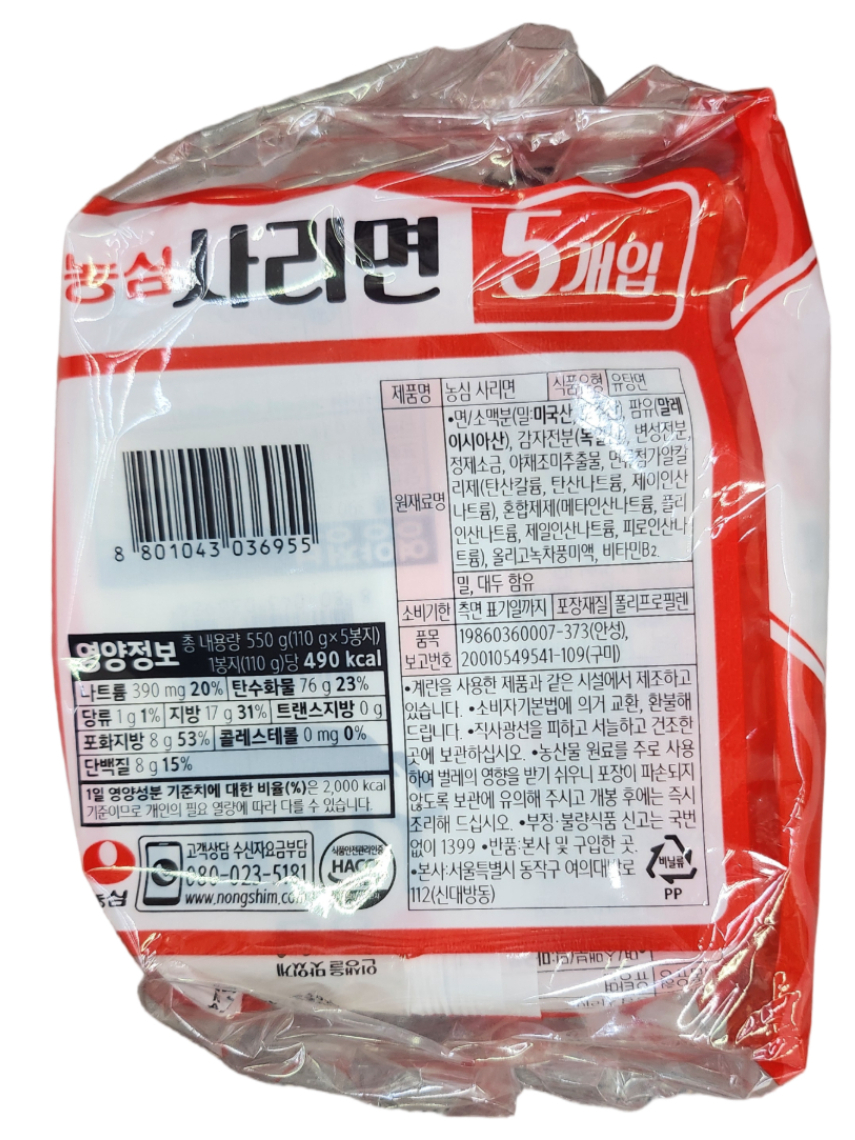 농심 사리면 5개입
제품명 농심 사리면 식품유형 유탕면
원재료명
•면/소맥분(밀:미국산, 팜유(말레
이시아산), 감자전분(독일산), 변성전분,
정제소금, 야채조미추출물, 면류첨가알칼
리제(탄산칼륨, 탄산나트륨, 제이인산
나트륨), 혼합제제(메타인산나트륨, 폴리
인산나트륨, 제일인산나트륨, 피로인산나
트륨), 올리고녹차풍미액, 비타민B2
밀, 대두 함유
소비기한 측면 표기일까지 포장재질 폴리프로필렌
품목
보고번호
19860360007-373(안성),
20010549541-109(구미)
•계란을 사용한 제품과 같은 시설에서 제조하고
있습니다. •소비자기본법에 의거 교환, 환불해
드립니다. •직사광선을 피하고 서늘하고 건조한
곳에 보관하십시오. •농산물 원료를 주로 사용
하여 벌레의 영향을 받기 쉬우니 포장이 파손되지
않도록 보관에 유의해 주시고 개봉 후에는 즉시
조리해 드십시오. •부정·불량식품 신고는 국번
없이 1399 •반품:본사 및 구입한 곳.
•본사:서울특별시 동작구 여의대방로
112(신대방동)
비닐류
PP
8 801043 036955
영양정보 총 내용량 550 g(110 g×5봉지)
1봉지(110 g)당 490 kcal
나트륨 390 mg 20% 탄수화물 76 g 23%
당류 1 g 1% 지방 17 g 31% 트랜스지방 0 g
포화지방 8 g 53% 콜레스테롤 0 mg 0%
단백질 8 g 15%
1일 영양성분 기준치에 대한 비율(%)은 2,000 kcal
기준이므로 개인의 필요 열량에 따라 다를 수 있습니다.
농심
고객상담 수신자요금부담
080-023-5181
www.nongshim.com
식품안전관리인증
HACCP